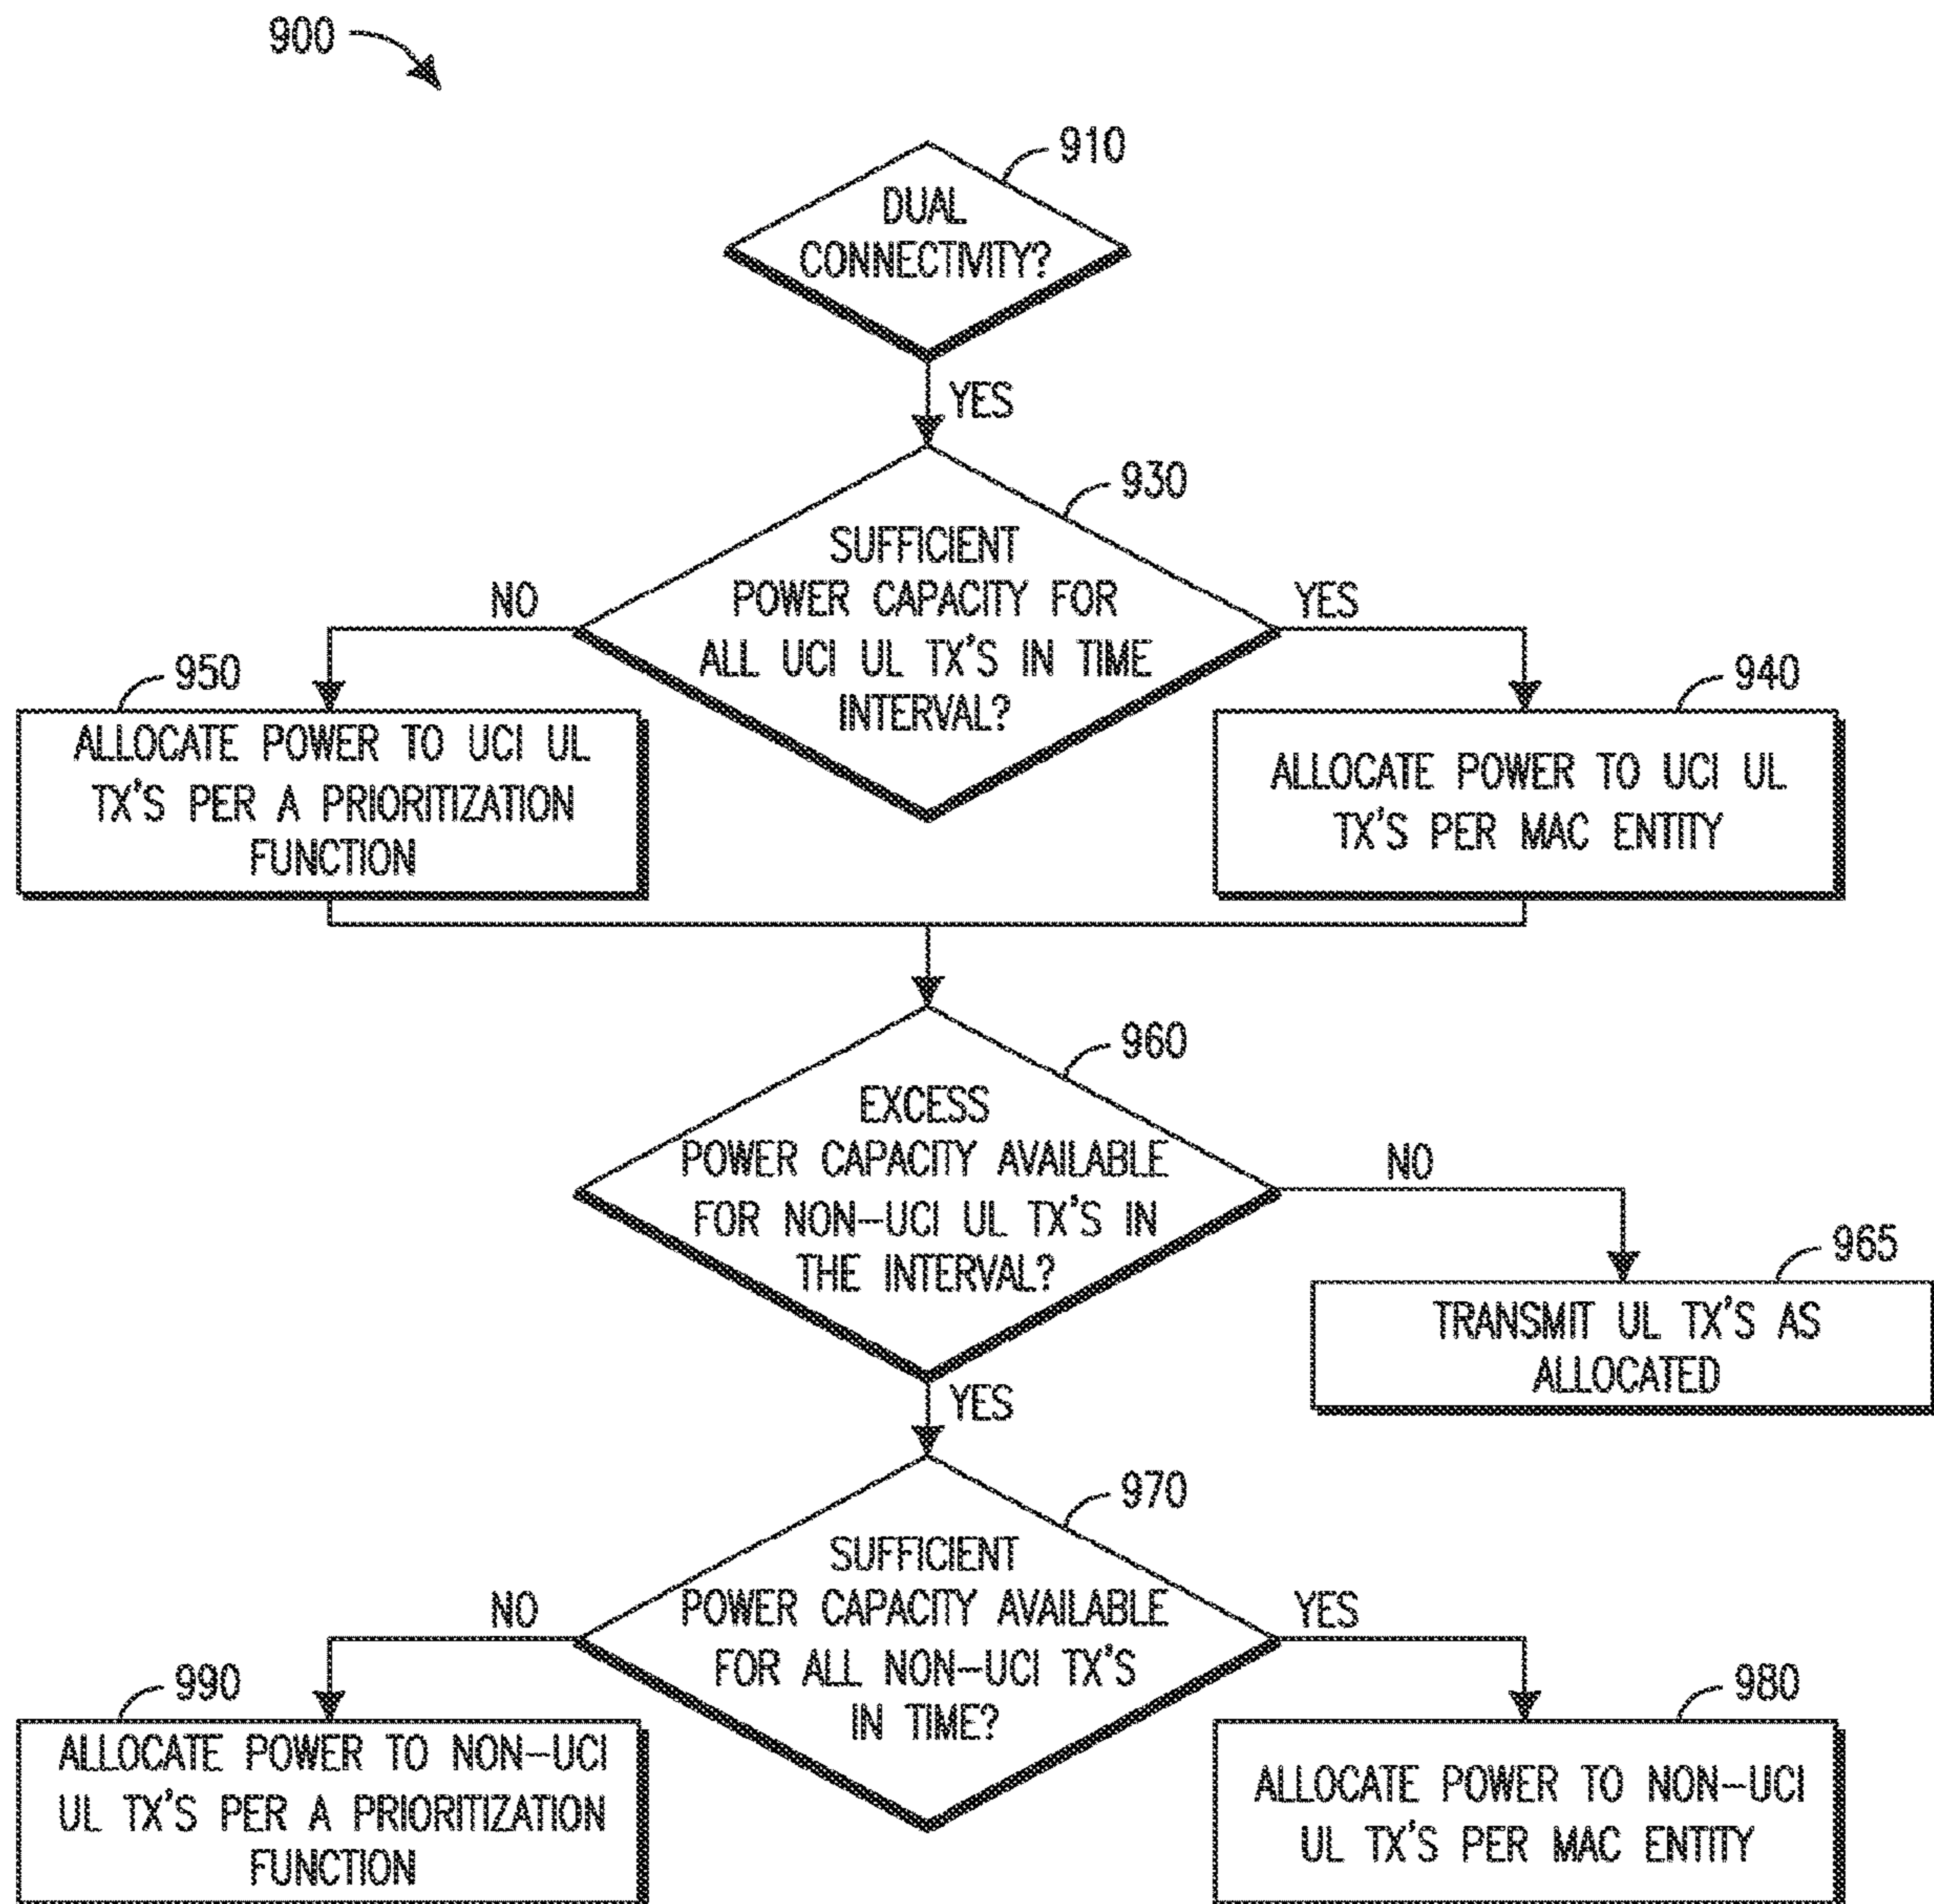 900
910
DUAL
CONNECTIVITY?
YES
930
SUFFICIENT
POWER CAPACITY FOR
ALL UCI UL TX'S IN TIME
INTERVAL?
NO
YES
950
ALLOCATE POWER TO UCI UL
TX'S PER A PRIORITIZATION
FUNCTION
940
ALLOCATE POWER TO UCI UL
TX'S PER MAC ENTITY
960
EXCESS
POWER CAPACITY AVAILABLE
FOR NON-UCI UL TX'S IN
THE INTERVAL?
NO
965
TRANSMIT UL TX'S AS
ALLOCATED
YES
970
SUFFICIENT
POWER CAPACITY AVAILABLE
FOR ALL NON-UCI TX'S
IN TIME?
NO
YES
990
ALLOCATE POWER TO NON-UCI
UL TX'S PER A PRIORITIZATION
FUNCTION
980
ALLOCATE POWER TO NON-UCI
UL TX'S PER MAC ENTITY